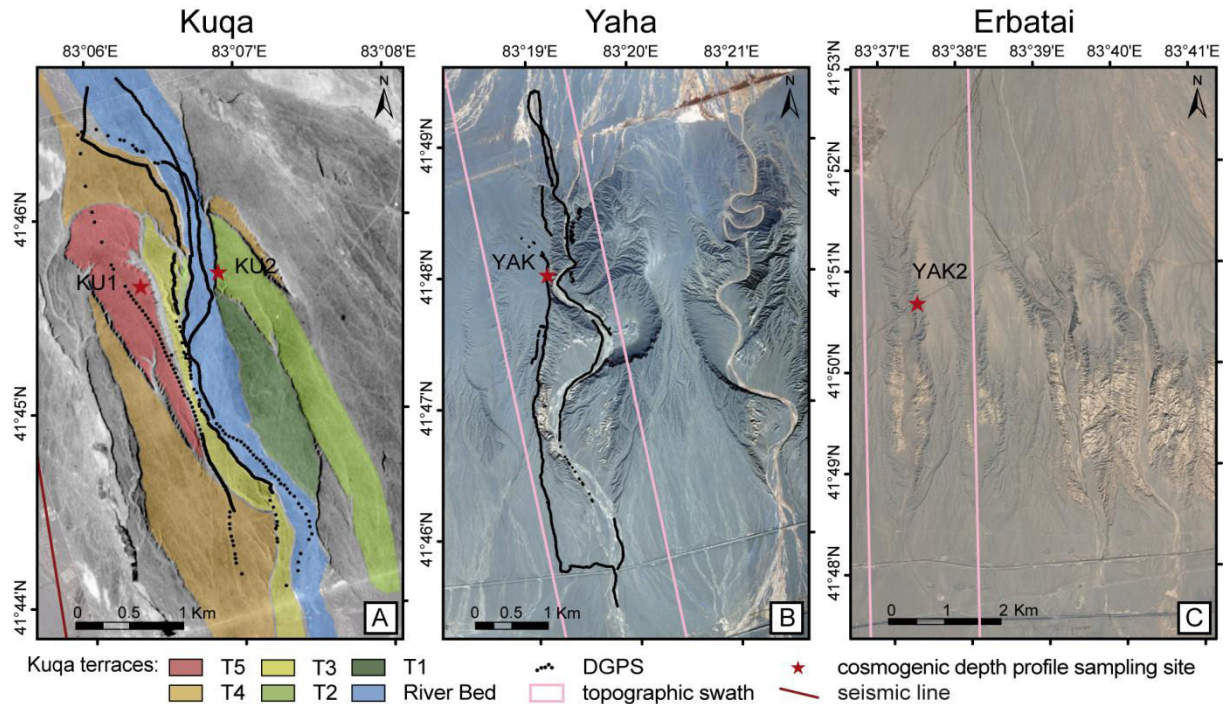 Kuqa
Yaha
Erbatai
83°06'E 83°07'E 83°08'E
83°19'E 83°20'E 83°21'E
83°37'E 83°38'E 83°39'E 83°40'E 83°41'E
41°46'N
41°45'N
41°44'N
N
KU1
KU2
0 0.5 1 Km
A
41°49'N
41°48'N
41°47'N
41°46'N
N
YAK
0 0.5 1 Km
B
41°53'N
41°52'N
41°51'N
41°50'N
41°49'N
41°48'N
N
YAK2
0 1 2 Km
C
Kuqa terraces: T5 T3 T1 DGPS cosmogenic depth profile sampling site
T4 T2 River Bed topographic swath seismic line